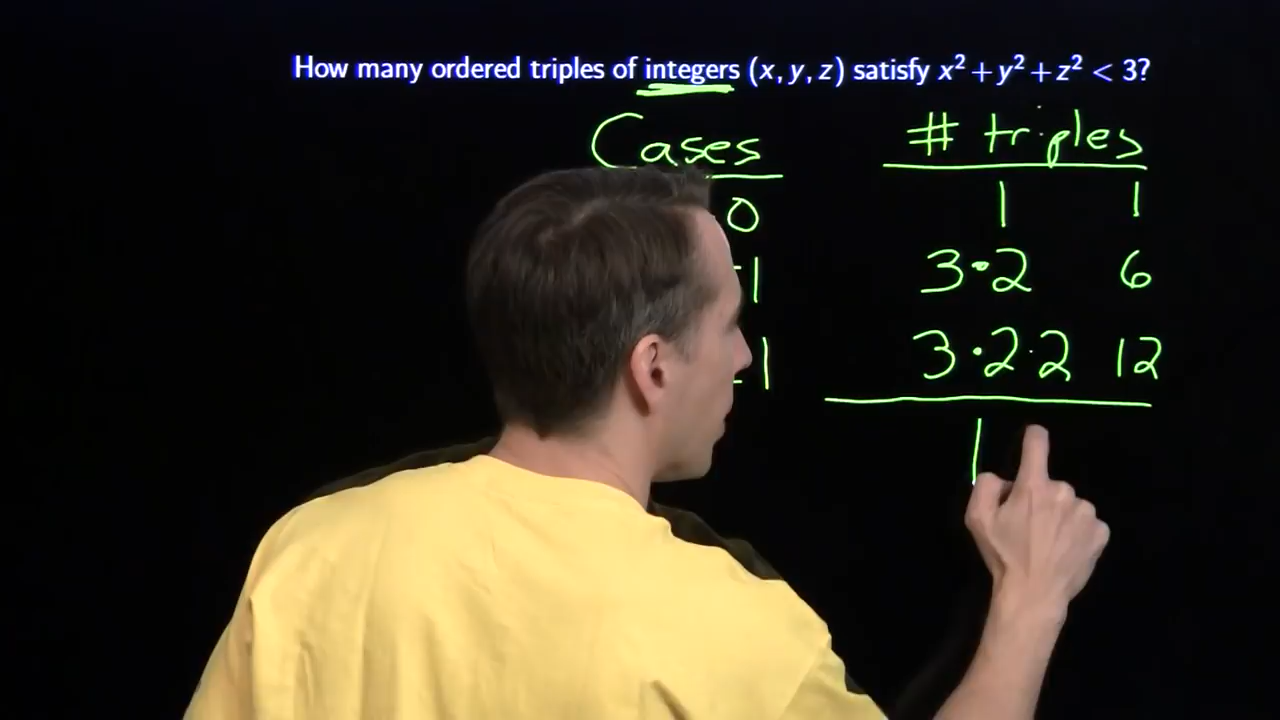 How many ordered triples of integers (x, y, z) satisfy x² + y² + z² < 3?
Cases # triples
0 1 1
1 3·2 6
1 3·2·2 12
1